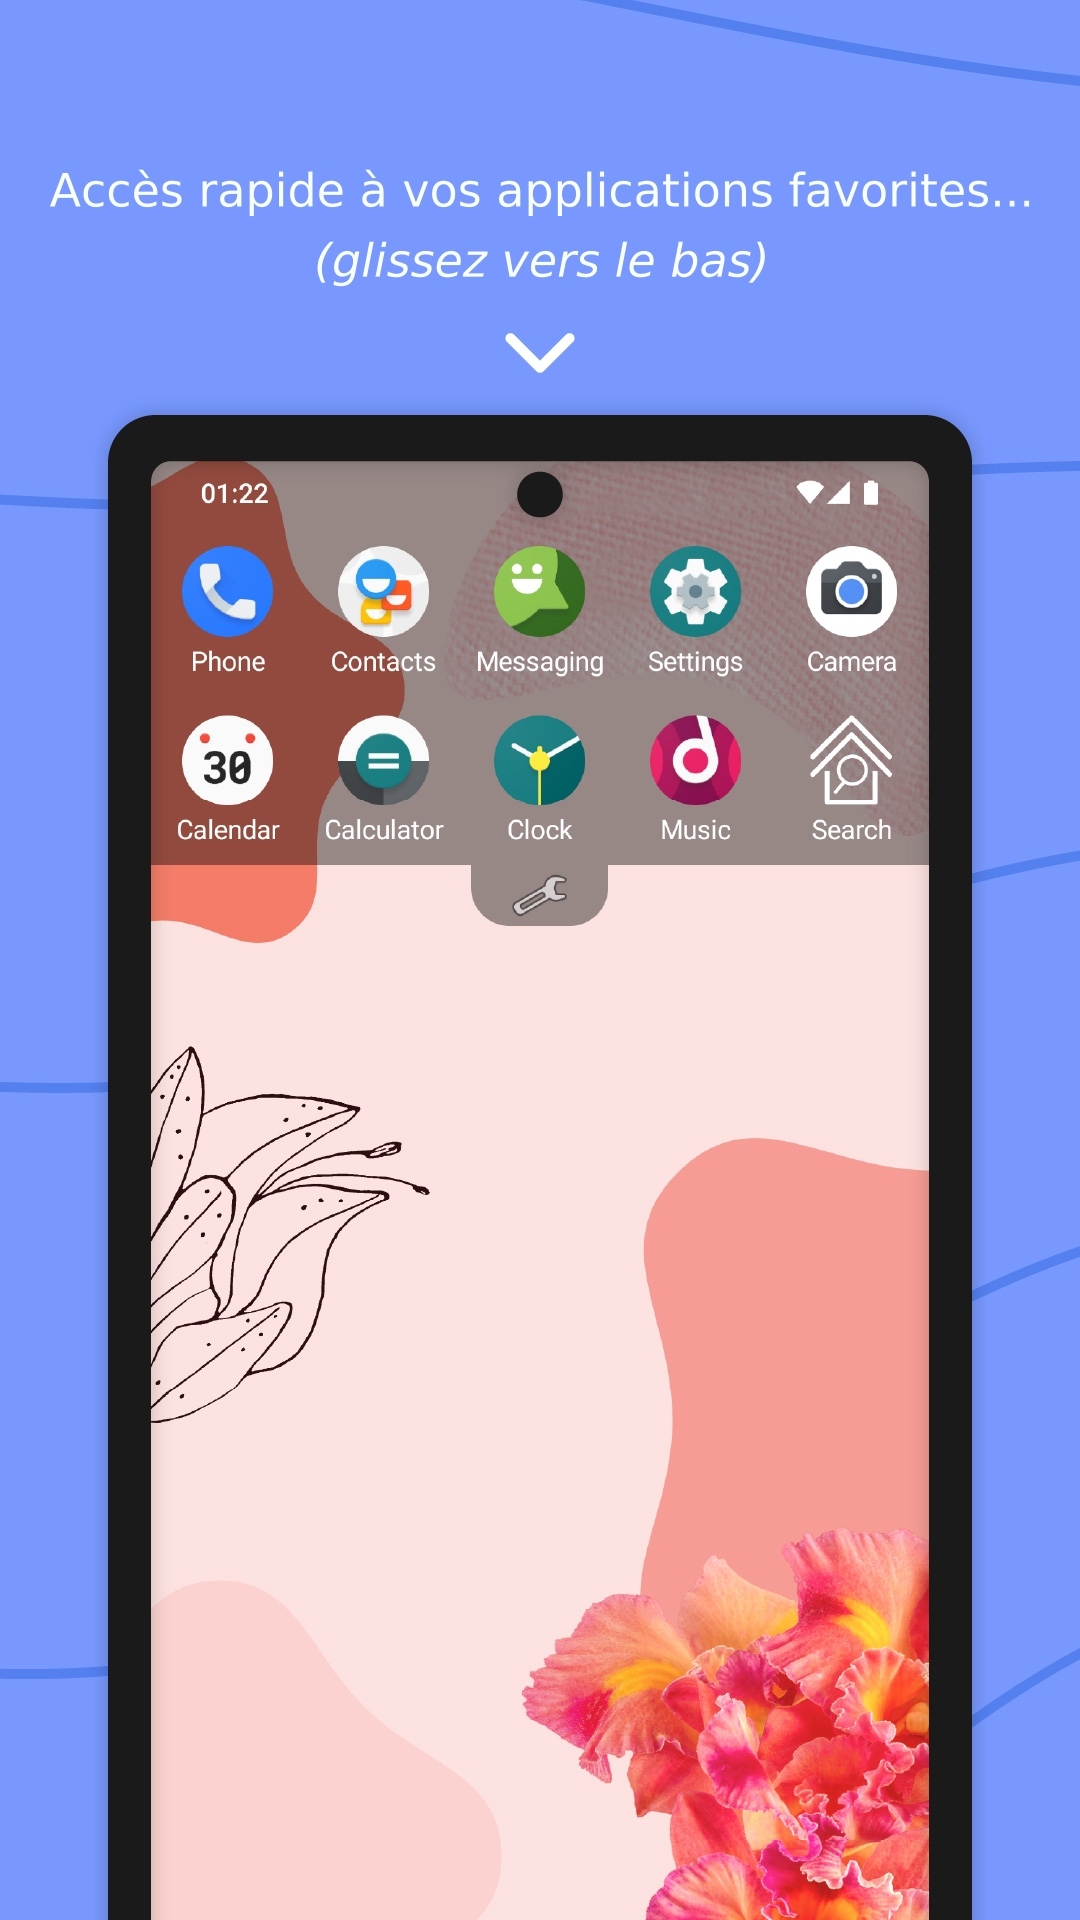 Accès rapide à vos applications favorites...
(glissez vers le bas)
01:22
Phone Contacts Messaging Settings Camera
30
Calendar Calculator Clock Music Search